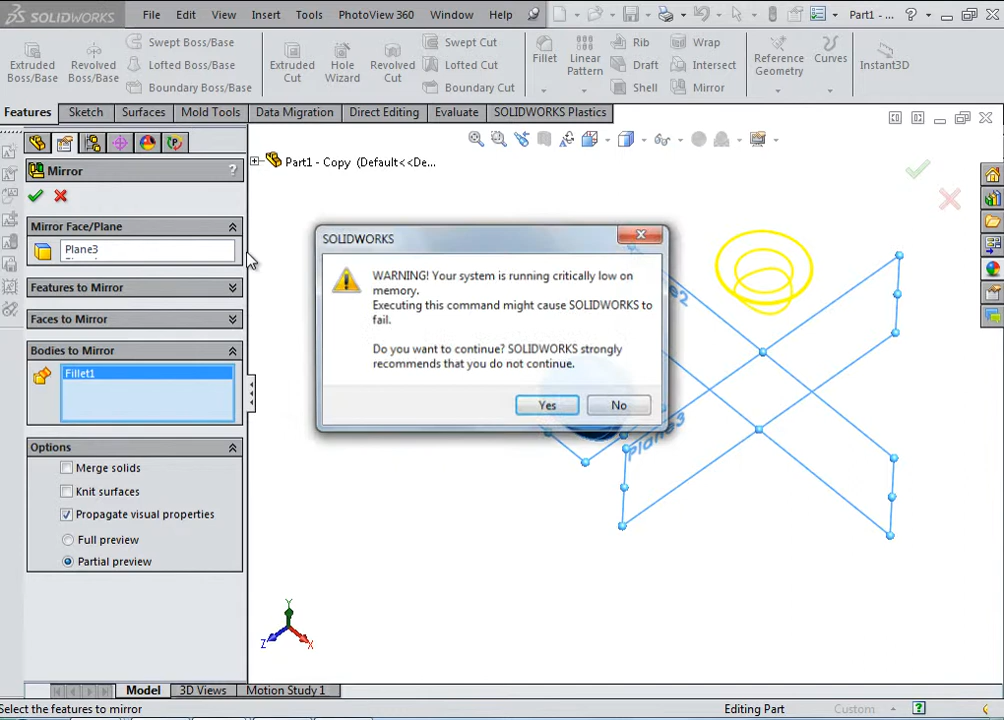 SOLIDWORKS File Edit View Insert Tools PhotoView 360 Window Help Part1 - ...
Extruded Boss/Base
Revolved Boss/Base
Swept Boss/Base
Lofted Boss/Base
Boundary Boss/Base
Extruded Cut
Hole Wizard
Revolved Cut
Swept Cut
Lofted Cut
Boundary Cut
Fillet
Linear Pattern
Rib
Draft
Shell
Wrap
Intersect
Mirror
Reference Geometry
Curves
Instant3D
Features Sketch Surfaces Mold Tools Data Migration Direct Editing Evaluate SOLIDWORKS Plastics
Part1 - Copy (Default<<De...
Mirror ?
Mirror Face/Plane
Plane3
Features to Mirror
Faces to Mirror
Bodies to Mirror
Fillet1
Options
Merge solids
Knit surfaces
Propagate visual properties
Full preview
Partial preview
SOLIDWORKS
WARNING! Your system is running critically low on
memory.
Executing this command might cause SOLIDWORKS to
fail.
Do you want to continue? SOLIDWORKS strongly
recommends that you do not continue.
Yes No
Plane3
Y
Z X
Model 3D Views Motion Study 1
Select the features to mirror Editing Part Custom